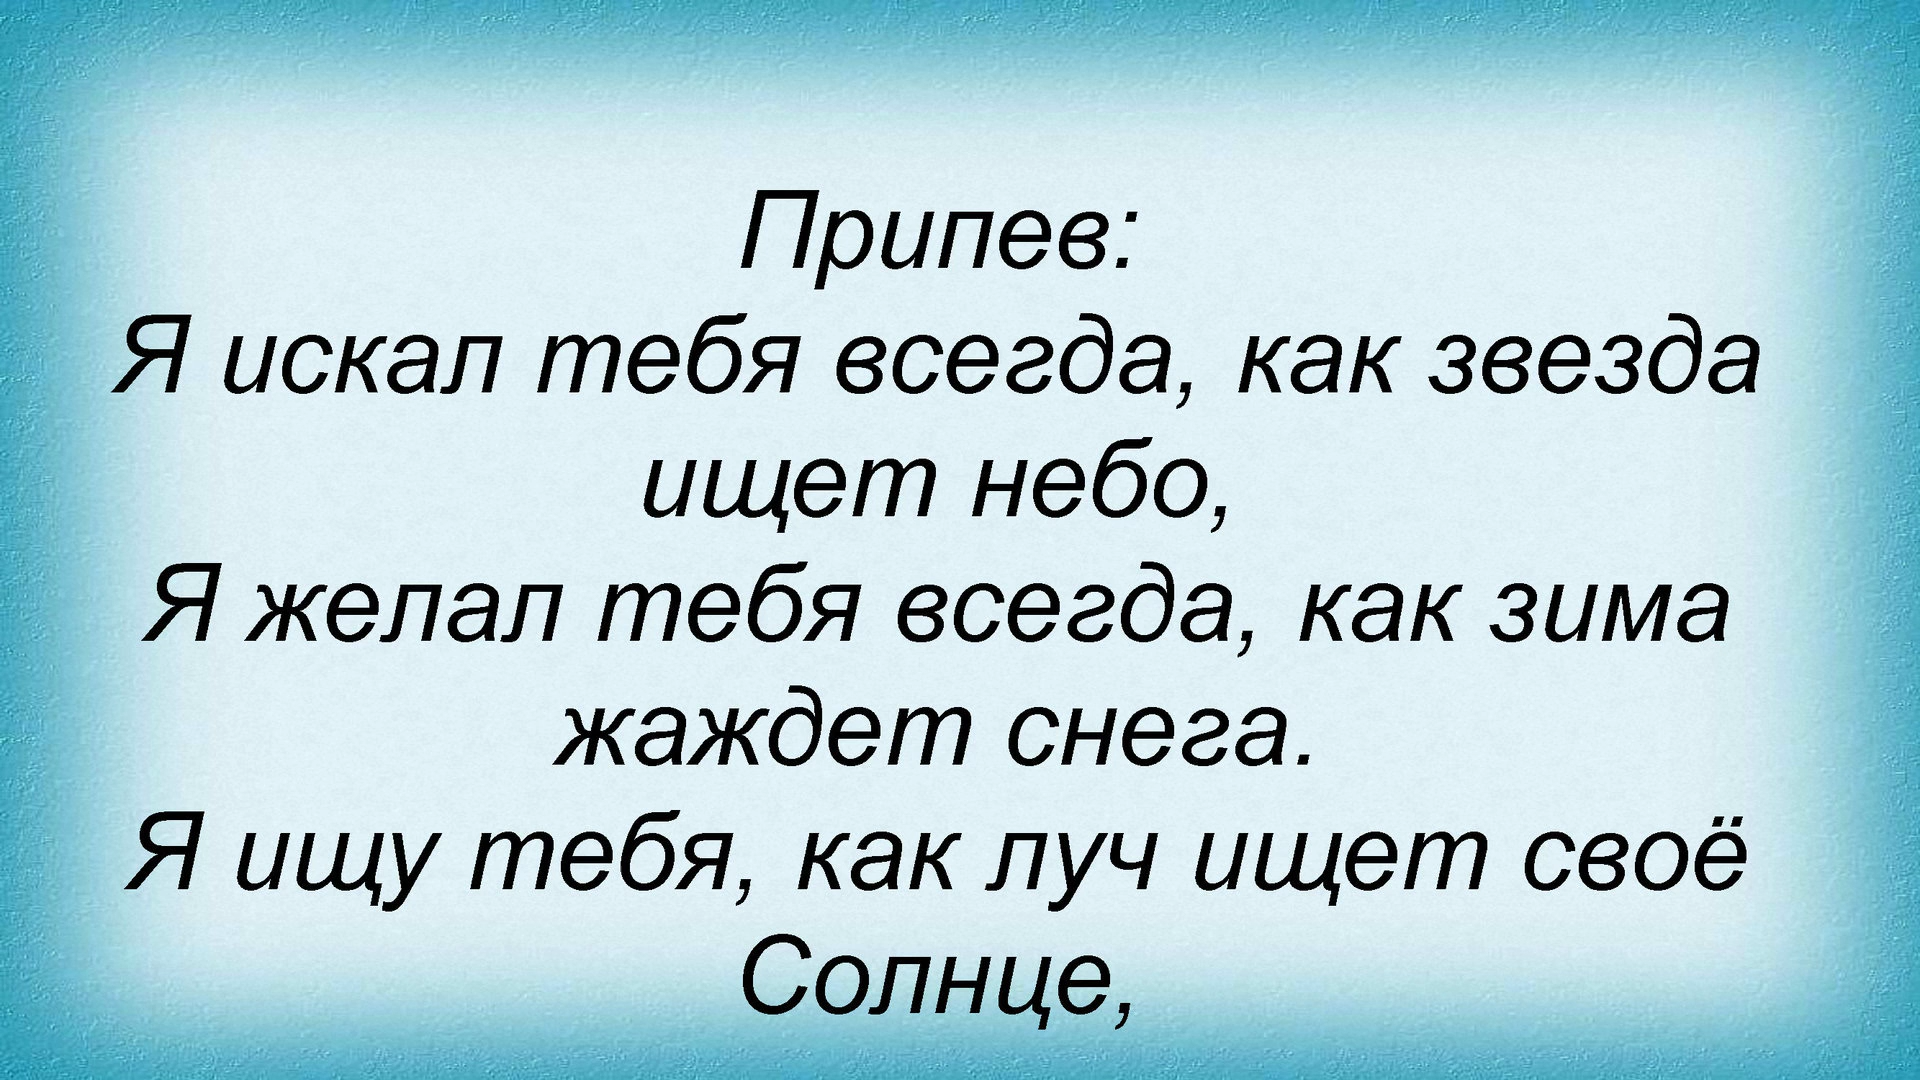 Припев:
Я искал тебя всегда, как звезда
ищет небо,
Я желал тебя всегда, как зима
жаждет снега.
Я ищу тебя, как луч ищет своё
Солнце,